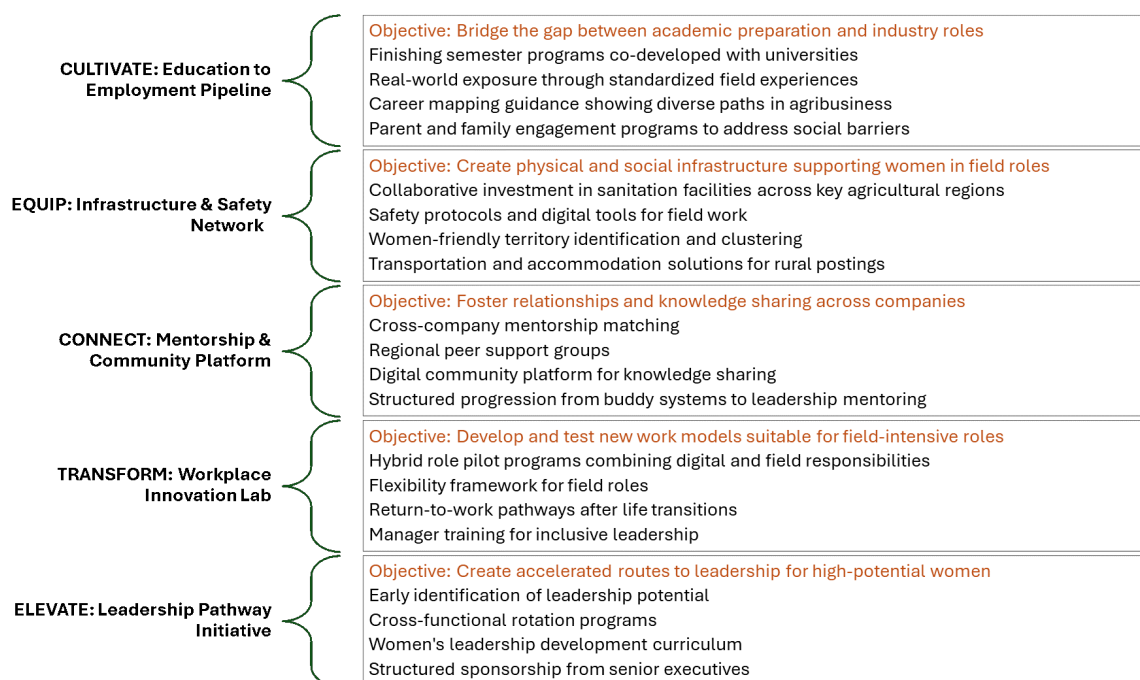 CULTIVATE: Education to
Employment Pipeline
Objective: Bridge the gap between academic preparation and industry roles
Finishing semester programs co-developed with universities
Real-world exposure through standardized field experiences
Career mapping guidance showing diverse paths in agribusiness
Parent and family engagement programs to address social barriers
EQUIP: Infrastructure & Safety
Network
Objective: Create physical and social infrastructure supporting women in field roles
Collaborative investment in sanitation facilities across key agricultural regions
Safety protocols and digital tools for field work
Women-friendly territory identification and clustering
Transportation and accommodation solutions for rural postings
CONNECT: Mentorship &
Community Platform
Objective: Foster relationships and knowledge sharing across companies
Cross-company mentorship matching
Regional peer support groups
Digital community platform for knowledge sharing
Structured progression from buddy systems to leadership mentoring
TRANSFORM: Workplace
Innovation Lab
Objective: Develop and test new work models suitable for field-intensive roles
Hybrid role pilot programs combining digital and field responsibilities
Flexibility framework for field roles
Return-to-work pathways after life transitions
Manager training for inclusive leadership
ELEVATE: Leadership Pathway
Initiative
Objective: Create accelerated routes to leadership for high-potential women
Early identification of leadership potential
Cross-functional rotation programs
Women's leadership development curriculum
Structured sponsorship from senior executives